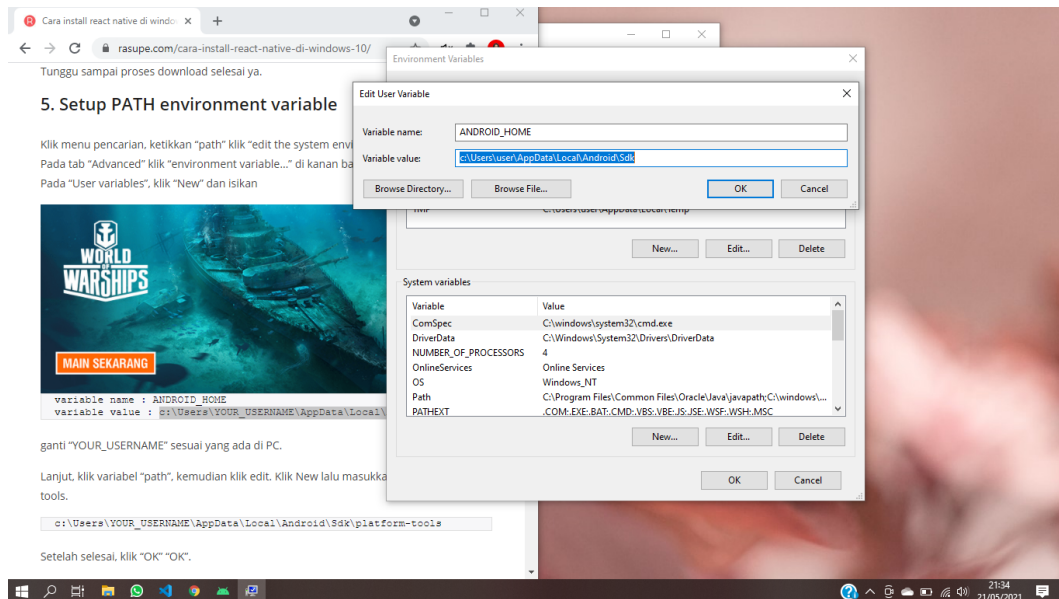 Cara install react native di windo
rasupe.com/cara-install-react-native-di-windows-10/
Tunggu sampai proses download selesai ya.
5. Setup PATH environment variable
Klik menu pencarian, ketikkan "path" klik "edit the system envi
Pada tab "Advanced" klik "environment variable..." di kanan ba
Pada "User variables", klik "New" dan isikan
WORLD
OF
WARSHIPS
MAIN SEKARANG
variable name : ANDROID_HOME
variable value : c:\Users\YOUR_USERNAME\AppData\Local\
ganti "YOUR_USERNAME" sesuai yang ada di PC.
Lanjut, klik variabel "path", kemudian klik edit. Klik New lalu masukka
tools.
c:\Users\YOUR_USERNAME\AppData\Local\Android\Sdk\platform-tools
Setelah selesai, klik "OK" "OK".
Environment Variables
Edit User Variable
Variable name: ANDROID_HOME
Variable value: c:\Users\user\AppData\Local\Android\Sdk
Browse Directory... Browse File... OK Cancel
TMP C:\Users\user\AppData\Local\Temp
New... Edit... Delete
System variables
Variable Value
ComSpec C:\windows\system32\cmd.exe
DriverData C:\Windows\System32\Drivers\DriverData
NUMBER_OF_PROCESSORS 4
OnlineServices Online Services
OS Windows_NT
Path C:\Program Files\Common Files\Oracle\Java\javapath;C:\windows\...
PATHEXT .COM;.EXE;.BAT;.CMD;.VBS;.VBE;.JS;.JSE;.WSF;.WSH;.MSC
New... Edit... Delete
OK Cancel
21:34
21/05/2021